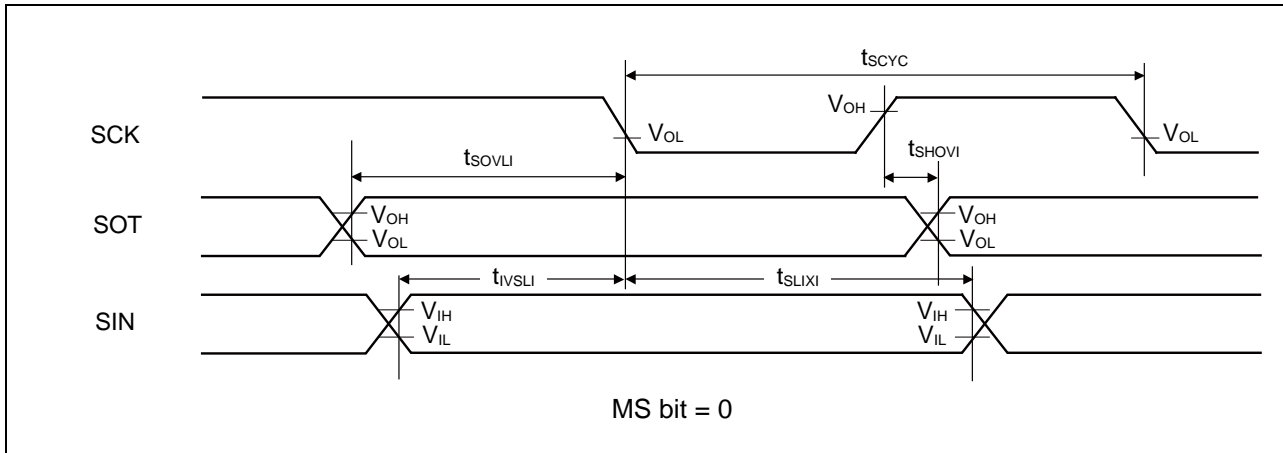 tSCYC
SCK
VOH
VOL
VOL
tSOVLI
tSHOVI
SOT
VOH
VOL
VOH
VOL
tIVSLI
tSLIXI
SIN
VIH
VIL
VIH
VIL
MS bit = 0